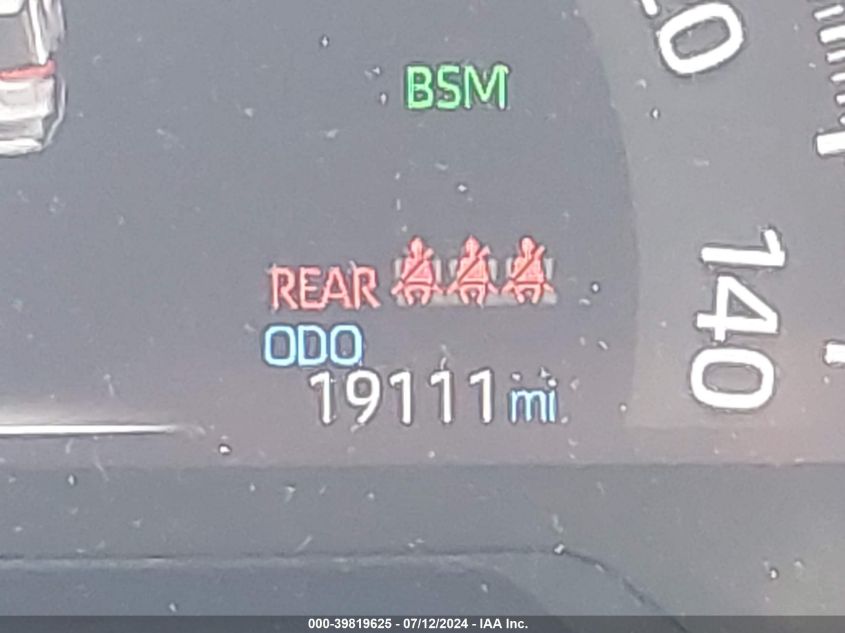 BSM
REAR
ODO
19111 mi
140
000-39819625 - 07/12/2024 - IAA Inc.